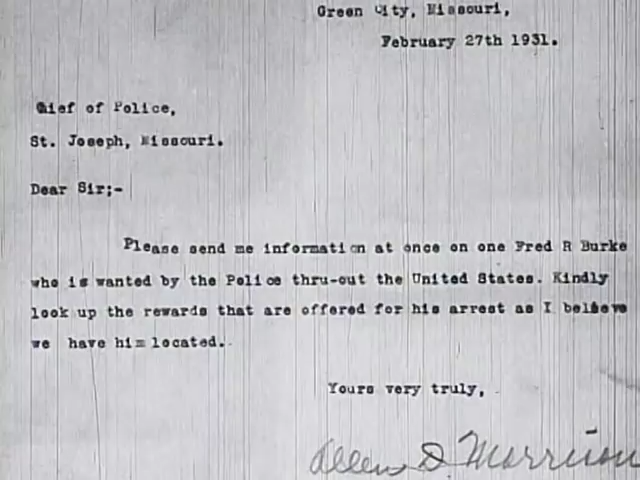 Green City, Missouri,
February 27th 1931.
Chief of Police,
St. Joseph, Missouri.
Dear Sir;-
Please send me information at once on one Fred R Burke
who is wanted by the Police thru-out the United States. Kindly
look up the rewards that are offered for his arrest as I believe
we have him located.
Yours very truly,
Allen D. Morrison